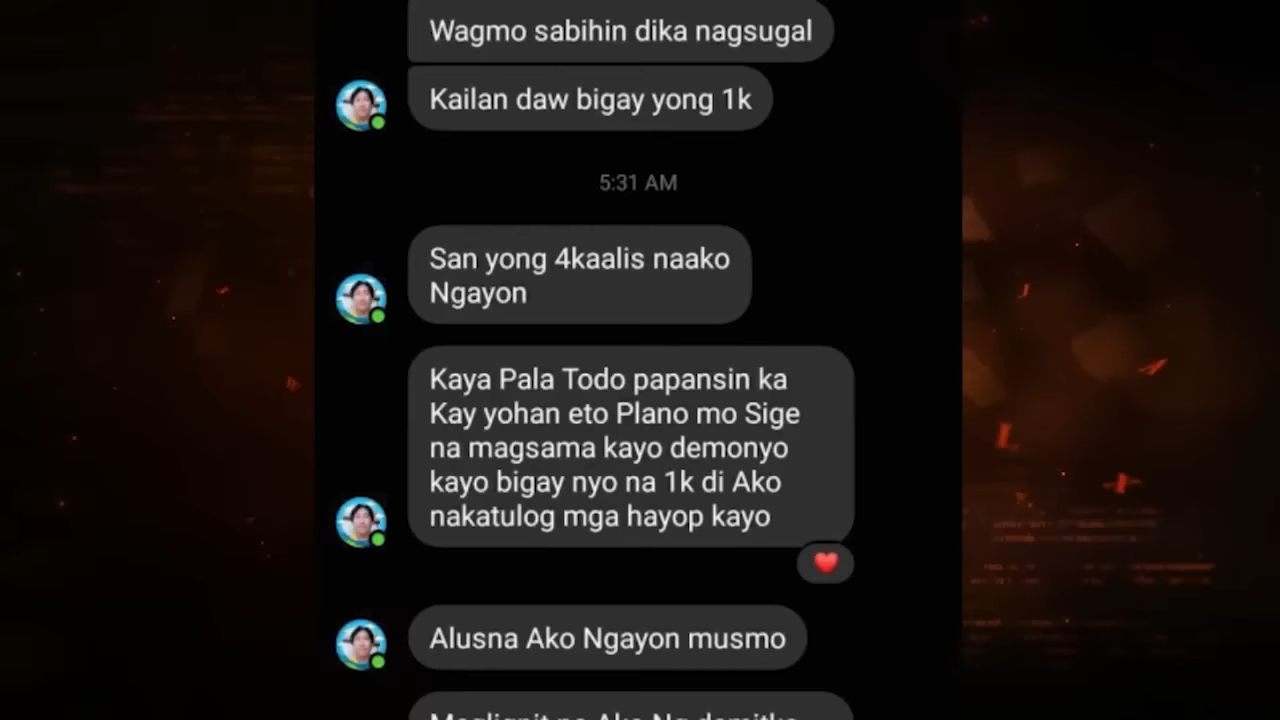 Wagmo sabihin dika nagsugal
Kailan daw bigay yong 1k
5:31 AM
San yong 4kaalis naako
Ngayon
Kaya Pala Todo papansin ka
Kay yohan eto Plano mo Sige
na magsama kayo demonyo
kayo bigay nyo na 1k di Ako
nakatulog mga hayop kayo
Alusna Ako Ngayon musmo